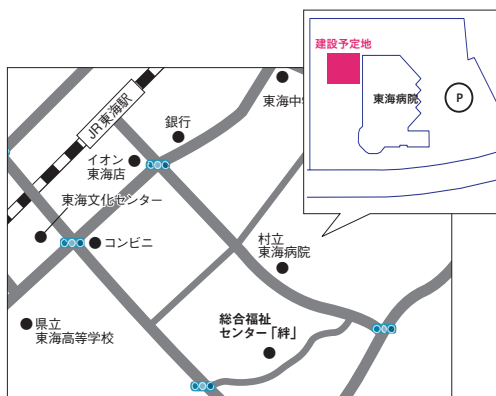 建設予定地
東海病院
P
JR東海駅
東海中
銀行
イオン
東海店
東海文化センター
コンビニ
村立
東海病院
県立
東海高等学校
総合福祉
センター「絆」